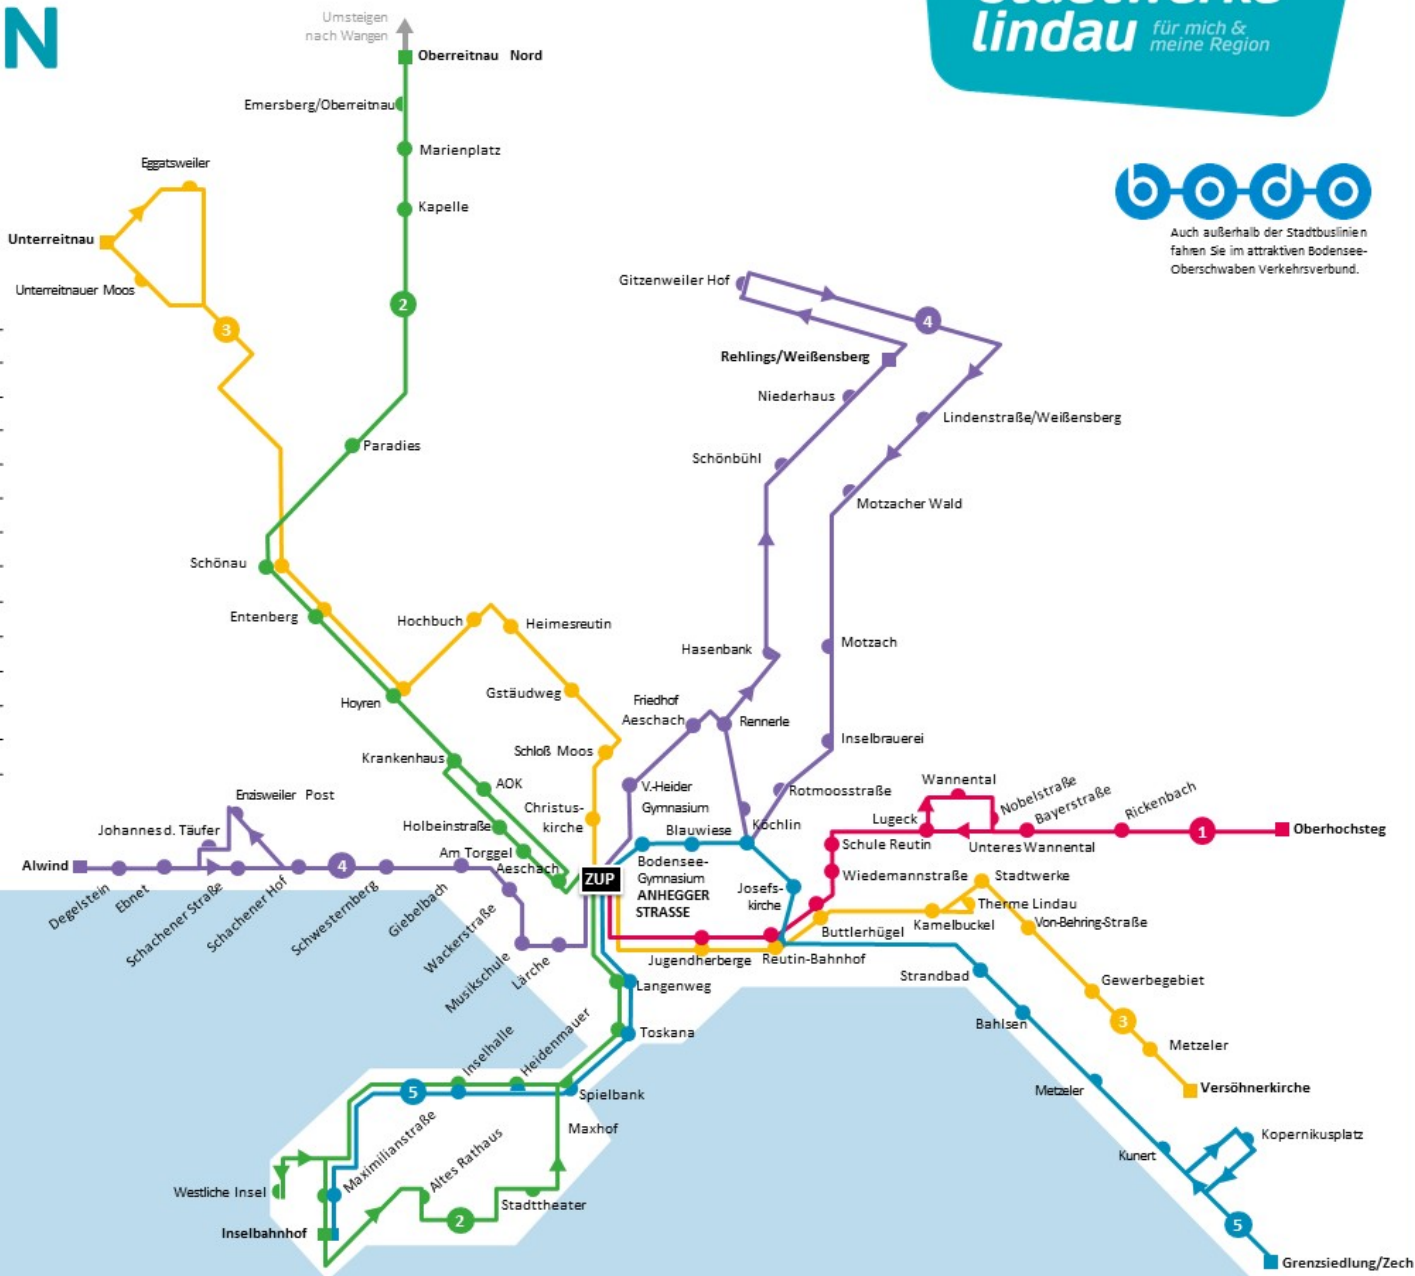 N
Umsteigen
nach Wangen
lindau
für mich &
meine Region
Oberreitnau Nord
Emersberg/Oberreitnau
Marienplatz
Eggatsweiler
bodo
Kapelle
Auch außerhalb der Stadtbuslinien
fahren Sie im attraktiven Bodensee-
Oberschwaben Verkehrsverbund.
Unterreitnau
Unterreitnauer Moos
Gitzenweiler Hof
2
3
4
Rehlings/Weißensberg
Niederhaus
Lindenstraße/Weißensberg
Paradies
Schönbühl
Motzacher Wald
Schönau
Entenberg
Hochbuch
Heimesreutin
Motzach
Hasenbank
Gstäudweg
Hoyren
Friedhof
Aeschach
Rennerle
Inselbrauerei
Schloß Moos
Krankenhaus
AOK
V.-Heider
Gymnasium
Rotmoosstraße
Wannental
Nobelstraße
Bayerstraße
Rickenbach
Enzisweiler Post
Christus-
kirche
Lugeck
Köchlin
Johannes d. Täufer
Holbeinstraße
Blauwiese
1
Oberhochsteg
Schule Reutin
Unteres Wannental
Am Torggel
Aeschach
Alwind
4
ZUP
Bodensee-
Gymnasium
ANHEGGER
STRASSE
Josefs-
kirche
Wiedemannstraße
Stadtwerke
Therme Lindau
Degelstein
Ebnet
Schachener Straße
Schachener Hof
Schwesternberg
Giebelbach
Wackerstraße
Musikschule
Lärche
Buttlerhügel
Kamelbuckel
Von-Behring-Straße
Jugendherberge
Reutin-Bahnhof
Strandbad
Gewerbegebiet
Langenweg
Bahlsen
3
Toskana
Metzeler
Inselhalle
Heidenmauer
5
Spielbank
Metzeler
Versöhnerkirche
Maximilianstraße
Maxhof
Altes Rathaus
Kopernikusplatz
Kunert
Westliche Insel
Stadttheater
2
Inselbahnhof
5
Grenzsiedlung/Zech